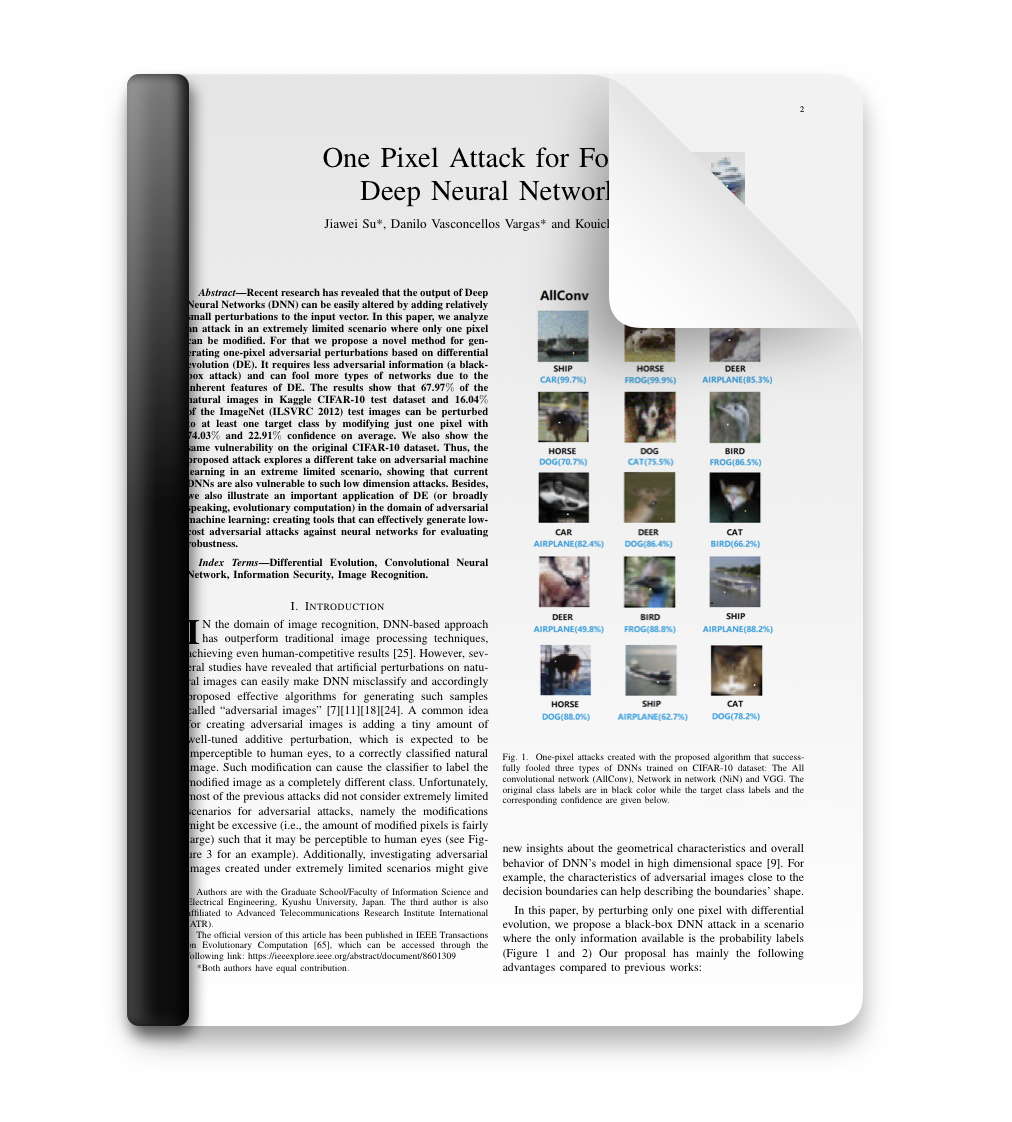 2
One Pixel Attack for Fo
Deep Neural Network
Jiawei Su*, Danilo Vasconcellos Vargas* and Kouich
Abstract—Recent research has revealed that the output of Deep
Neural Networks (DNN) can be easily altered by adding relatively
small perturbations to the input vector. In this paper, we analyze
an attack in an extremely limited scenario where only one pixel
can be modified. For that we propose a novel method for gen-
erating one-pixel adversarial perturbations based on differential
evolution (DE). It requires less adversarial information (a black-
box attack) and can fool more types of networks due to the
inherent features of DE. The results show that 67.97% of the
natural images in Kaggle CIFAR-10 test dataset and 16.04%
of the ImageNet (ILSVRC 2012) test images can be perturbed
to at least one target class by modifying just one pixel with
74.03% and 22.91% confidence on average. We also show the
same vulnerability on the original CIFAR-10 dataset. Thus, the
proposed attack explores a different take on adversarial machine
learning in an extreme limited scenario, showing that current
DNNs are also vulnerable to such low dimension attacks. Besides,
we also illustrate an important application of DE (or broadly
speaking, evolutionary computation) in the domain of adversarial
machine learning: creating tools that can effectively generate low-
cost adversarial attacks against neural networks for evaluating
robustness.
Index Terms—Differential Evolution, Convolutional Neural
Network, Information Security, Image Recognition.
I. INTRODUCTION
IN the domain of image recognition, DNN-based approach
has outperform traditional image processing techniques,
achieving even human-competitive results [25]. However, sev-
eral studies have revealed that artificial perturbations on natu-
ral images can easily make DNN misclassify and accordingly
proposed effective algorithms for generating such samples
called “adversarial images” [7][11][18][24]. A common idea
for creating adversarial images is adding a tiny amount of
well-tuned additive perturbation, which is expected to be
imperceptible to human eyes, to a correctly classified natural
image. Such modification can cause the classifier to label the
modified image as a completely different class. Unfortunately,
most of the previous attacks did not consider extremely limited
scenarios for adversarial attacks, namely the modifications
might be excessive (i.e., the amount of modified pixels is fairly
large) such that it may be perceptible to human eyes (see Fig-
ure 3 for an example). Additionally, investigating adversarial
images created under extremely limited scenarios might give
Authors are with the Graduate School/Faculty of Information Science and
Electrical Engineering, Kyushu University, Japan. The third author is also
affiliated to Advanced Telecommunications Research Institute International
(ATR).
The official version of this article has been published in IEEE Transactions
on Evolutionary Computation [65], which can be accessed through the
following link: https://ieeexplore.ieee.org/abstract/document/8601309
*Both authors have equal contribution.
AllConv
SHIP HORSE DEER
CAR(99.7%) FROG(99.9%) AIRPLANE(85.3%)
HORSE DOG BIRD
DOG(70.7%) CAT(75.5%) FROG(86.5%)
CAR DEER CAT
AIRPLANE(82.4%) DOG(86.4%) BIRD(66.2%)
DEER BIRD SHIP
AIRPLANE(49.8%) FROG(88.8%) AIRPLANE(88.2%)
HORSE SHIP CAT
DOG(88.0%) AIRPLANE(62.7%) DOG(78.2%)
Fig. 1. One-pixel attacks created with the proposed algorithm that success-
fully fooled three types of DNNs trained on CIFAR-10 dataset: The All
convolutional network (AllConv), Network in network (NiN) and VGG. The
original class labels are in black color while the target class labels and the
corresponding confidence are given below.
new insights about the geometrical characteristics and overall
behavior of DNN’s model in high dimensional space [9]. For
example, the characteristics of adversarial images close to the
decision boundaries can help describing the boundaries’ shape.
In this paper, by perturbing only one pixel with differential
evolution, we propose a black-box DNN attack in a scenario
where the only information available is the probability labels
(Figure 1 and 2) Our proposal has mainly the following
advantages compared to previous works: